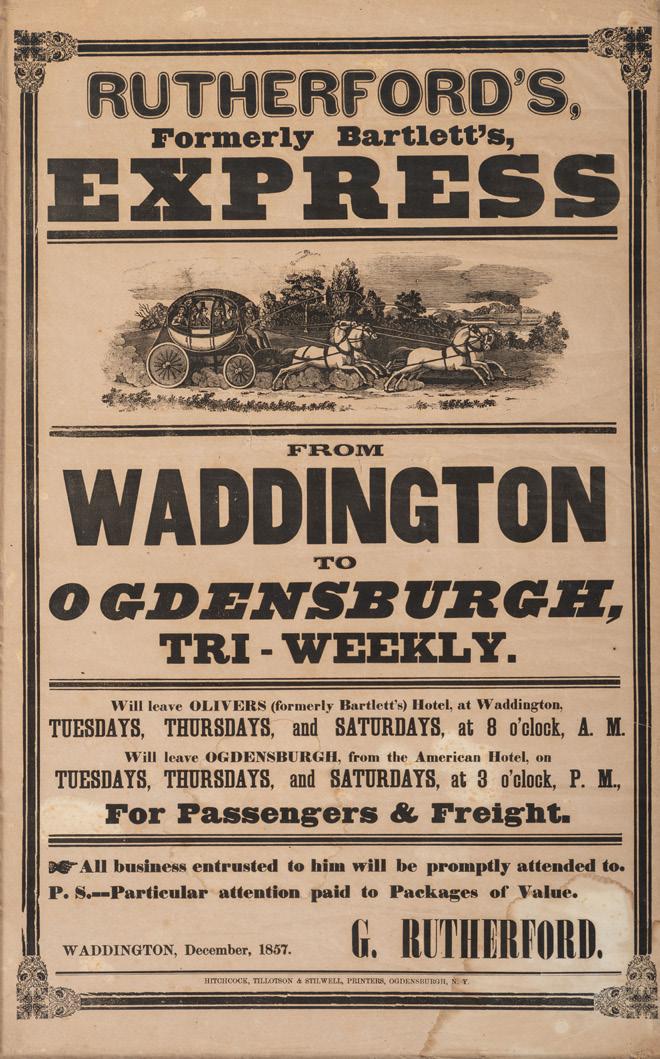 RUTHERFORD'S,
Formerly Bartlett's,
EXPRESS
FROM
WADDINGTON
TO
OGDENSBURGH,
TRI-WEEKLY.
Will leave OLIVERS (formerly Bartlett's) Hotel, at Waddington,
TUESDAYS, THURSDAYS, and SATURDAYS, at 8 o'clock, A. M.
Will leave OGDENSBURGH, from the American Hotel, on
TUESDAYS, THURSDAYS, and SATURDAYS, at 3 o'clock, P. M.,
For Passengers & Freight.
☞All business entrusted to him will be promptly attended to.
P. S.--Particular attention paid to Packages of Value.
G. RUTHERFORD.
WADDINGTON, December, 1857.
HITCHCOCK, TILLOTSON & STILWELL, PRINTERS, OGDENSBURGH, N. Y.